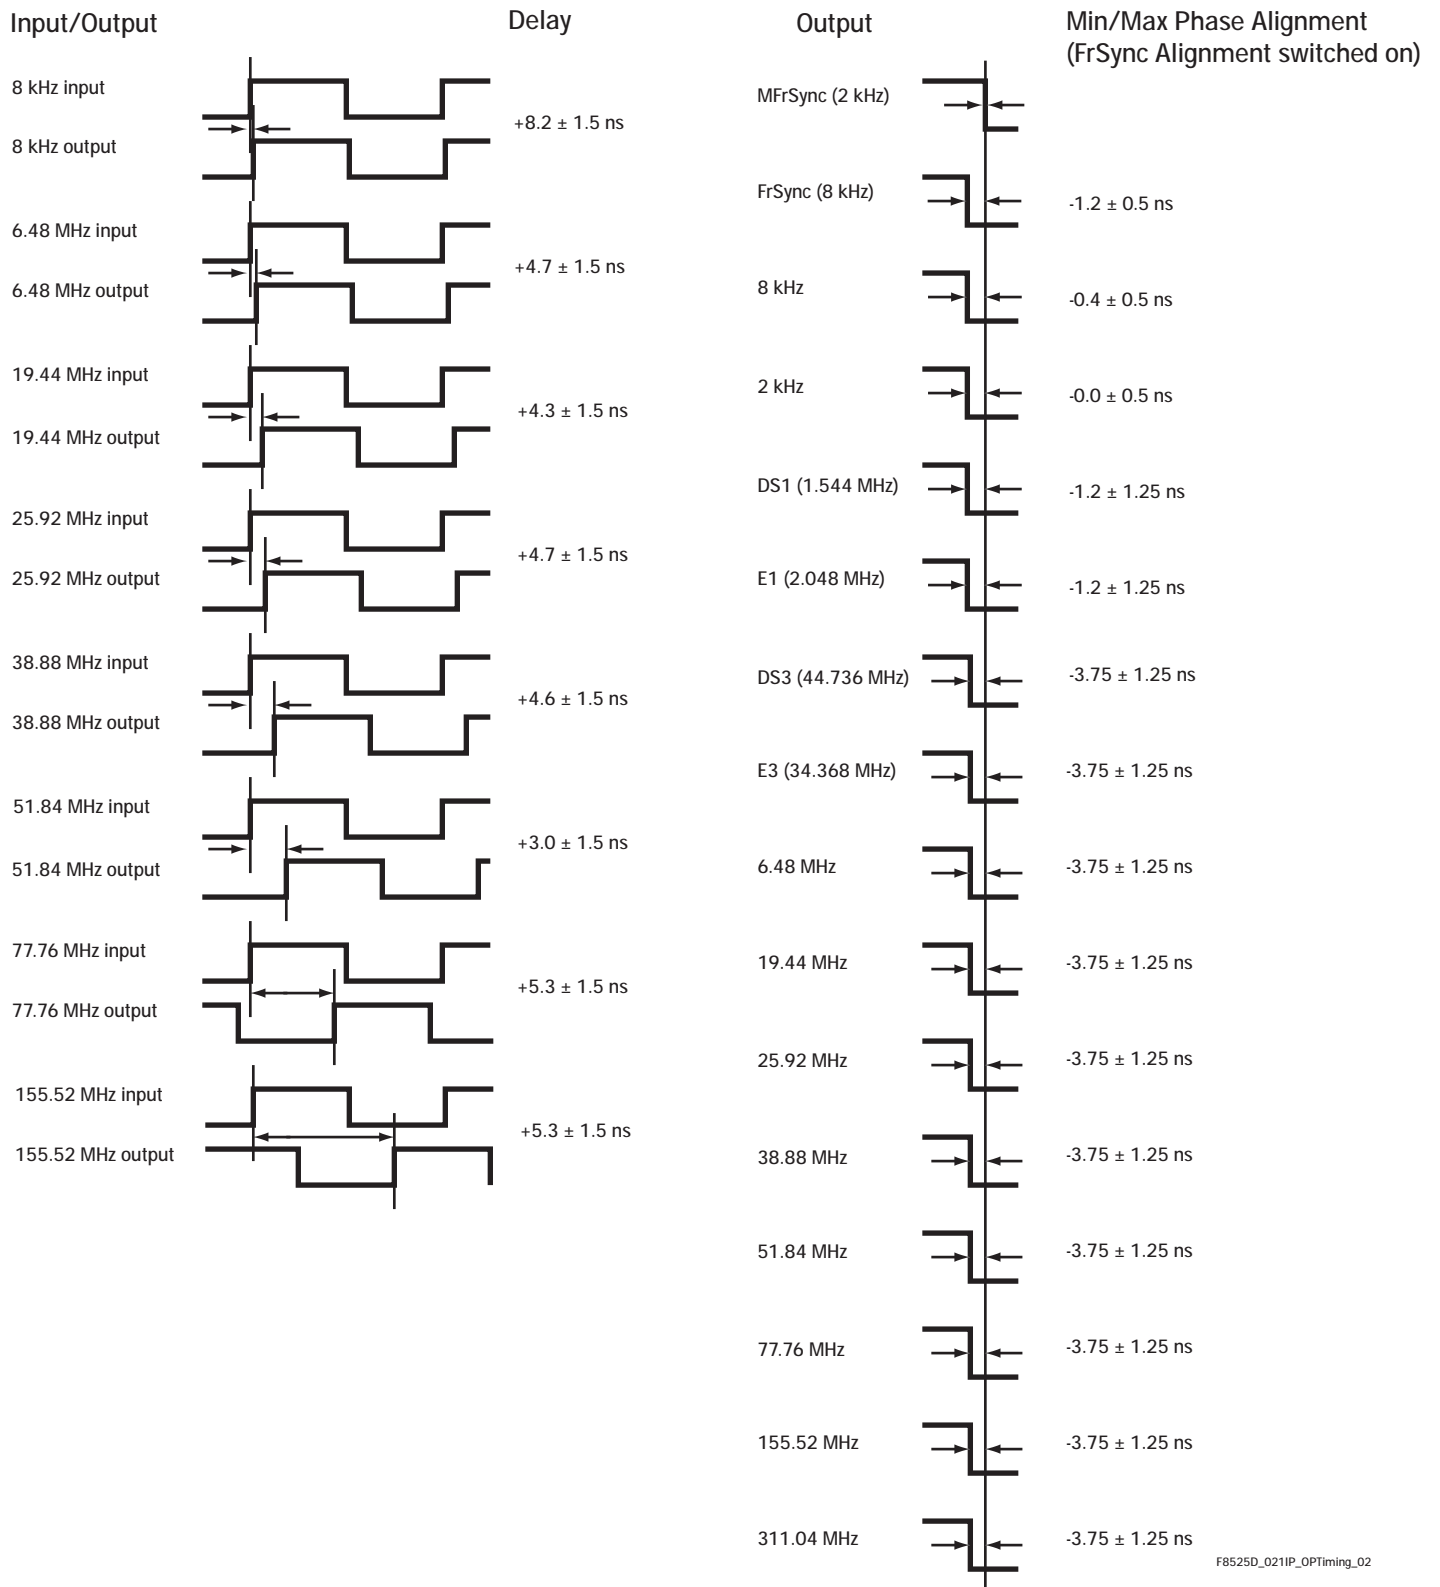 Input/Output
Delay
8 kHz input
+8.2 ± 1.5 ns
8 kHz output
6.48 MHz input
+4.7 ± 1.5 ns
6.48 MHz output
19.44 MHz input
+4.3 ± 1.5 ns
19.44 MHz output
25.92 MHz input
+4.7 ± 1.5 ns
25.92 MHz output
38.88 MHz input
+4.6 ± 1.5 ns
38.88 MHz output
51.84 MHz input
+3.0 ± 1.5 ns
51.84 MHz output
77.76 MHz input
+5.3 ± 1.5 ns
77.76 MHz output
155.52 MHz input
+5.3 ± 1.5 ns
155.52 MHz output
Output
Min/Max Phase Alignment
(FrSync Alignment switched on)
MFrSync (2 kHz)
FrSync (8 kHz)
-1.2 ± 0.5 ns
8 kHz
-0.4 ± 0.5 ns
2 kHz
-0.0 ± 0.5 ns
DS1 (1.544 MHz)
-1.2 ± 1.25 ns
E1 (2.048 MHz)
-1.2 ± 1.25 ns
DS3 (44.736 MHz)
-3.75 ± 1.25 ns
E3 (34.368 MHz)
-3.75 ± 1.25 ns
6.48 MHz
-3.75 ± 1.25 ns
19.44 MHz
-3.75 ± 1.25 ns
25.92 MHz
-3.75 ± 1.25 ns
38.88 MHz
-3.75 ± 1.25 ns
51.84 MHz
-3.75 ± 1.25 ns
77.76 MHz
-3.75 ± 1.25 ns
155.52 MHz
-3.75 ± 1.25 ns
311.04 MHz
-3.75 ± 1.25 ns
F8525D_021IP_OPTiming_02